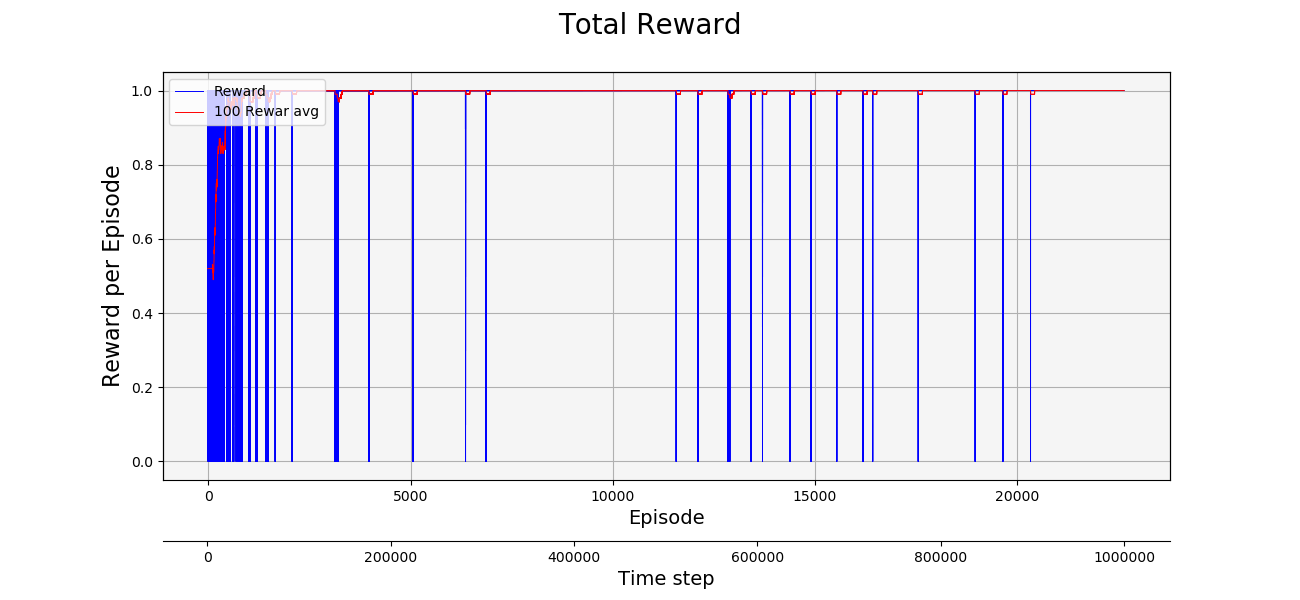 Total Reward
Reward
100 Rewar avg
Reward per Episode
1.0
0.8
0.6
0.4
0.2
0.0
0 5000 10000 15000 20000
Episode
0 200000 400000 600000 800000 1000000
Time step